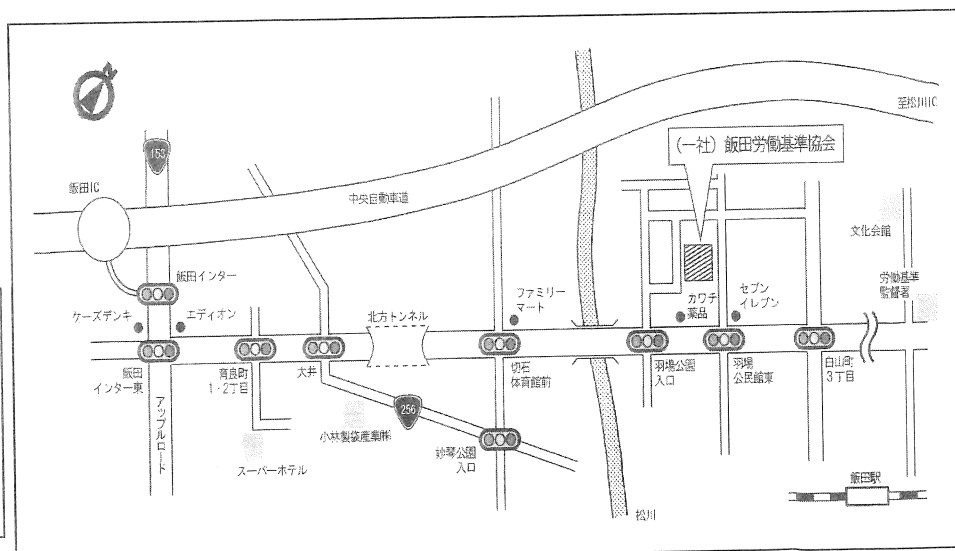 至松川IC
(一社) 飯田労働基準協会
153
飯田IC
中央自動車道
文化会館
飯田インター
労働基準
監督署
ケーズデンキ
エディオン
北方トンネル
ファミリー
マート
カワチ
薬品
セブン
イレブン
飯田
インター東
育良町
1・2丁目
大井
切石
体育館前
羽場公園
入口
羽場
公民館東
白山町
3丁目
アップルロード
256
小林製袋産業㈱
妙琴公園
入口
スーパーホテル
飯田駅
松川